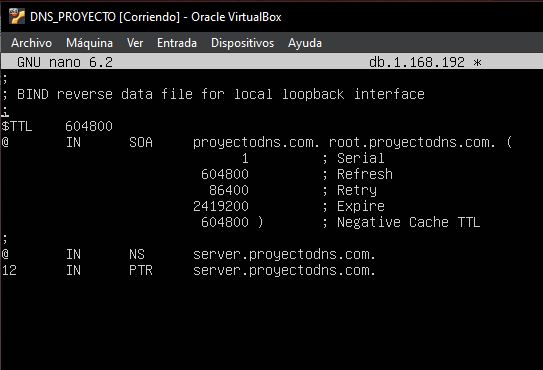 DNS_PROYECTO [Corriendo] - Oracle VirtualBox
Archivo Máquina Ver Entrada Dispositivos Ayuda
GNU nano 6.2 db.1.168.192 *
;
; BIND reverse data file for local loopback interface
;
$TTL 604800
@ IN SOA proyectodns.com. root.proyectodns.com. (
1 ; Serial
604800 ; Refresh
86400 ; Retry
2419200 ; Expire
604800 ) ; Negative Cache TTL
;
@ IN NS server.proyectodns.com.
12 IN PTR server.proyectodns.com.